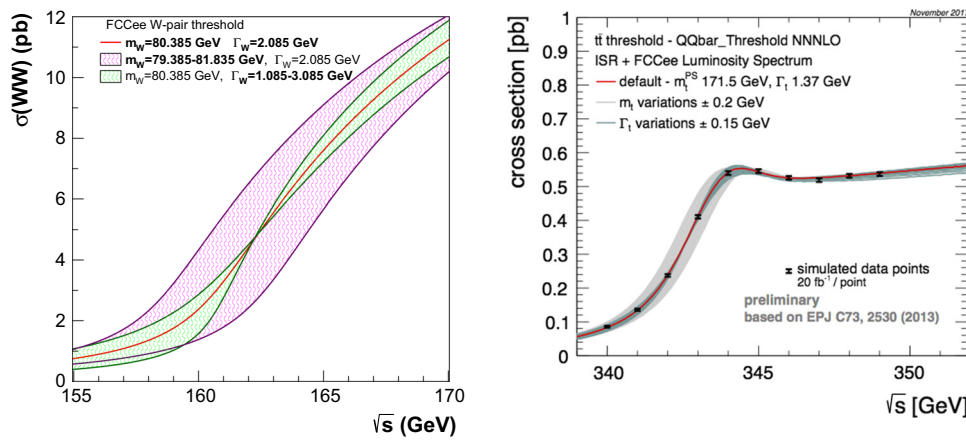 FCCee W-pair threshold
m_W=80.385 GeV Γ_W=2.085 GeV
m_W=79.385-81.835 GeV, Γ_W=2.085 GeV
m_W=80.385 GeV, Γ_W=1.085-3.085 GeV
σ(WW) (pb)
12
10
8
6
4
2
0
155 160 165 170
√s (GeV)
November 2017
tt̄ threshold - QQbar_Threshold NNNLO
ISR + FCCee Luminosity Spectrum
default - m_t^PS 171.5 GeV, Γ_t 1.37 GeV
m_t variations ± 0.2 GeV
Γ_t variations ± 0.15 GeV
cross section [pb]
1
0.9
0.8
0.7
0.6
0.5
0.4
0.3
0.2
0.1
0
simulated data points
20 fb⁻¹ / point
preliminary
based on EPJ C73, 2530 (2013)
340 345 350
√s [GeV]